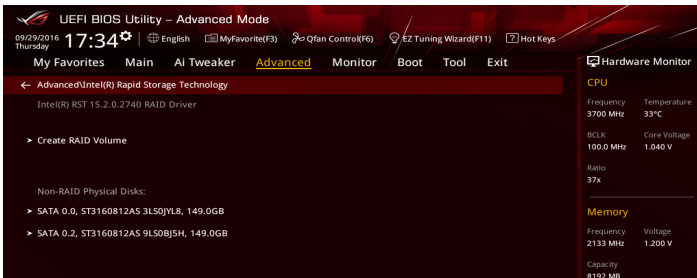 UEFI BIOS Utility – Advanced Mode
09/29/2016 Thursday 17:34 English MyFavorite(F3) Qfan Control(F6) EZ Tuning Wizard(F11) ? Hot Keys
My Favorites Main Ai Tweaker Advanced Monitor Boot Tool Exit
Hardware Monitor
← Advanced\Intel(R) Rapid Storage Technology
Intel(R) RST 15.2.0.2740 RAID Driver
> Create RAID Volume
Non-RAID Physical Disks:
> SATA 0.0, ST3160812AS 3LS0JYL8, 149.0GB
> SATA 0.2, ST3160812AS 9LS0BJ5H, 149.0GB
CPU
Frequency Temperature
3700 MHz 33°C
BCLK Core Voltage
100.0 MHz 1.040 V
Ratio
37x
Memory
Frequency Voltage
2133 MHz 1.200 V
Capacity
8192 MB